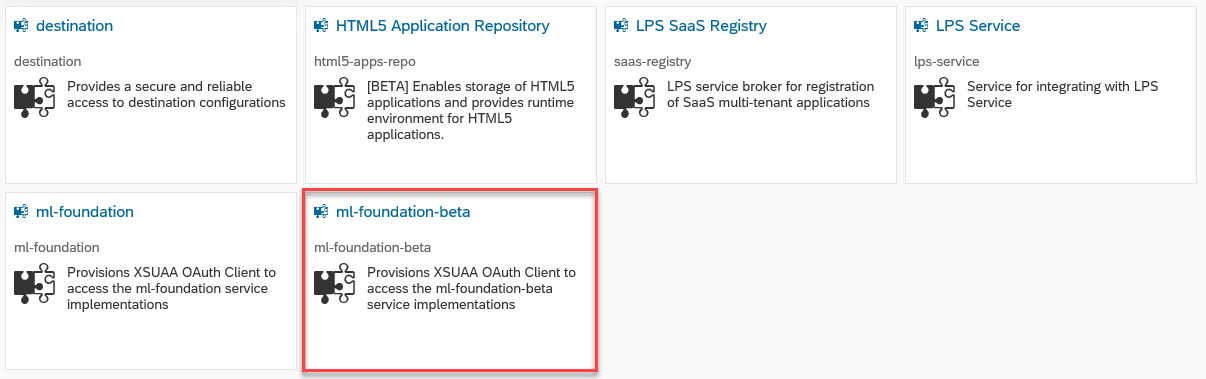 destination
destination
Provides a secure and reliable
access to destination configurations
HTML5 Application Repository
html5-apps-repo
[BETA] Enables storage of HTML5
applications and provides runtime
environment for HTML5
applications.
LPS SaaS Registry
saas-registry
LPS service broker for registration
of SaaS multi-tenant applications
LPS Service
lps-service
Service for integrating with LPS
Service
ml-foundation
ml-foundation
Provisions XSUAA OAuth Client to
access the ml-foundation service
implementations
ml-foundation-beta
ml-foundation-beta
Provisions XSUAA OAuth Client to
access the ml-foundation-beta
service implementations